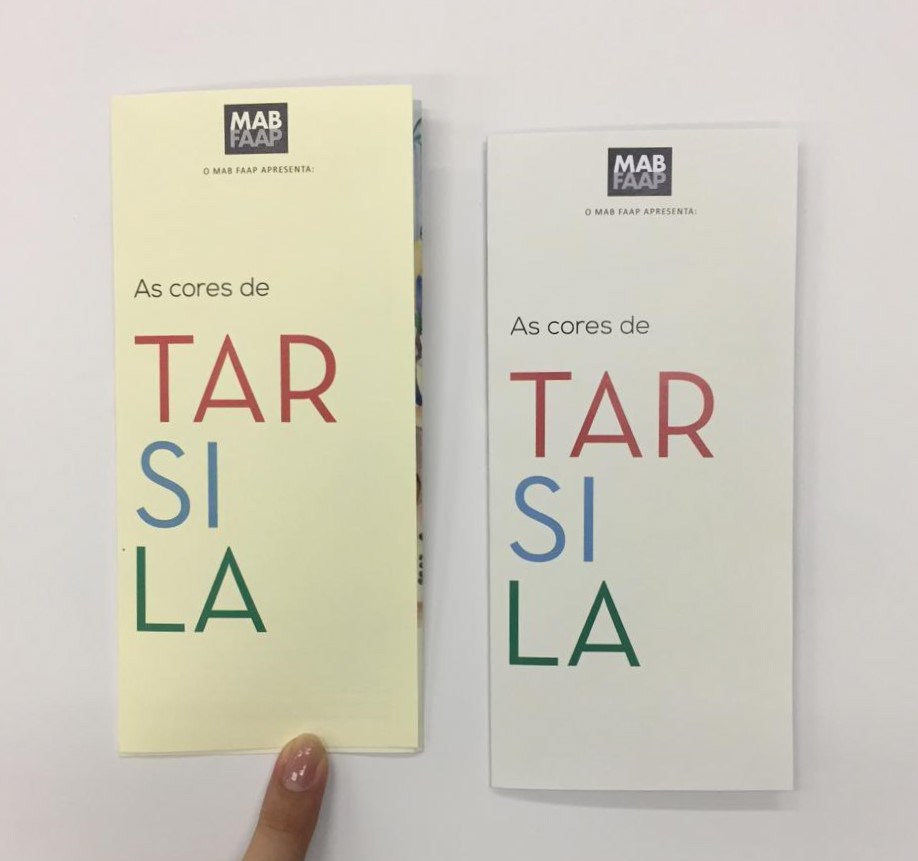 MAB
FAAP
O MAB FAAP APRESENTA:
As cores de
TAR
SI
LA
MAB
FAAP
O MAB FAAP APRESENTA:
As cores de
TAR
SI
LA